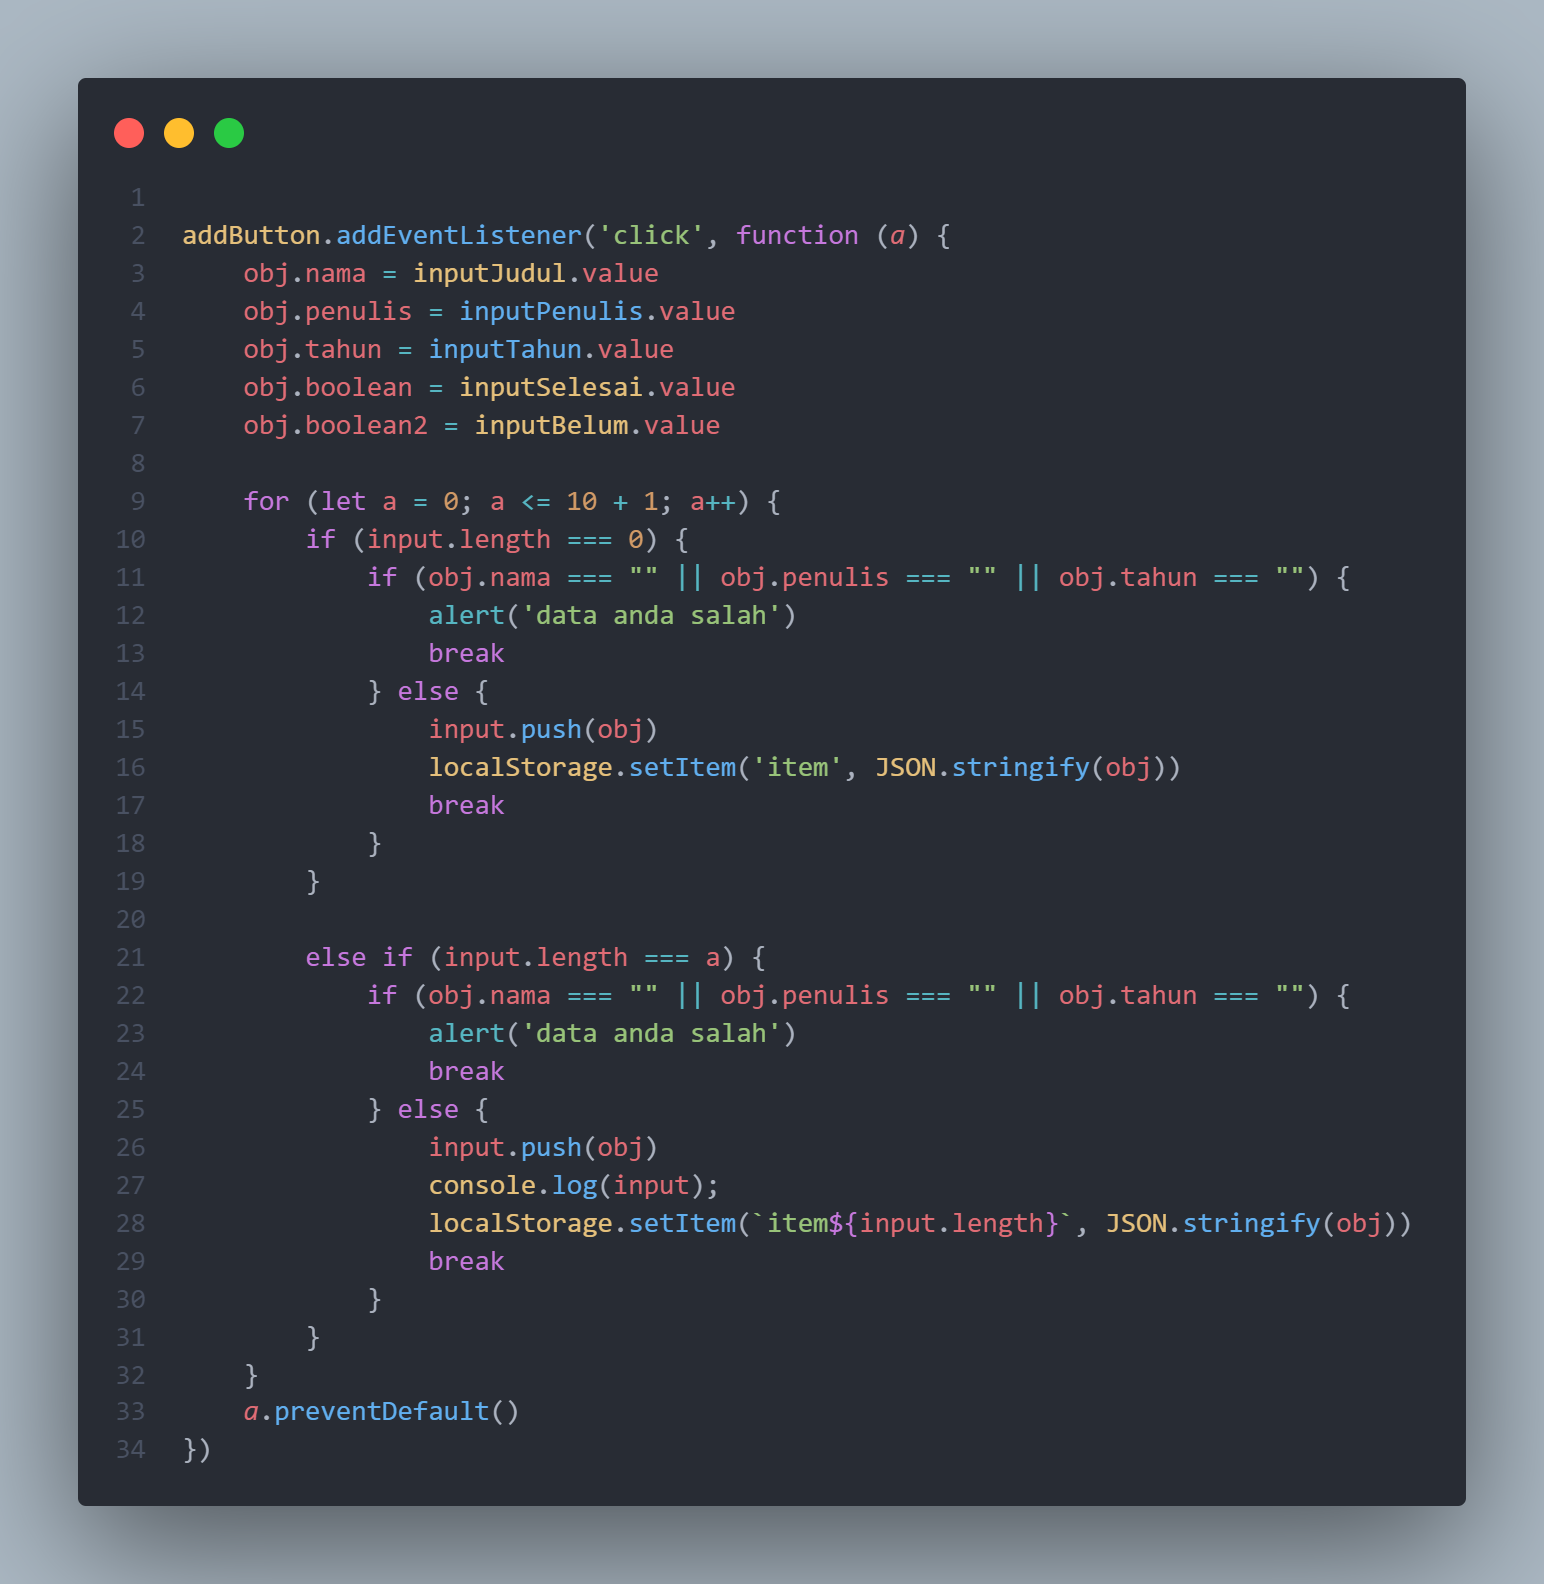 1
2 addButton.addEventListener('click', function (a) {
3     obj.nama = inputJudul.value
4     obj.penulis = inputPenulis.value
5     obj.tahun = inputTahun.value
6     obj.boolean = inputSelesai.value
7     obj.boolean2 = inputBelum.value
8
9     for (let a = 0; a <= 10 + 1; a++) {
10         if (input.length === 0) {
11             if (obj.nama === "" || obj.penulis === "" || obj.tahun === "") {
12                 alert('data anda salah')
13                 break
14             } else {
15                 input.push(obj)
16                 localStorage.setItem('item', JSON.stringify(obj))
17                 break
18             }
19         }
20
21         else if (input.length === a) {
22             if (obj.nama === "" || obj.penulis === "" || obj.tahun === "") {
23                 alert('data anda salah')
24                 break
25             } else {
26                 input.push(obj)
27                 console.log(input);
28                 localStorage.setItem(`item${input.length}`, JSON.stringify(obj))
29                 break
30             }
31         }
32     }
33     a.preventDefault()
34 })